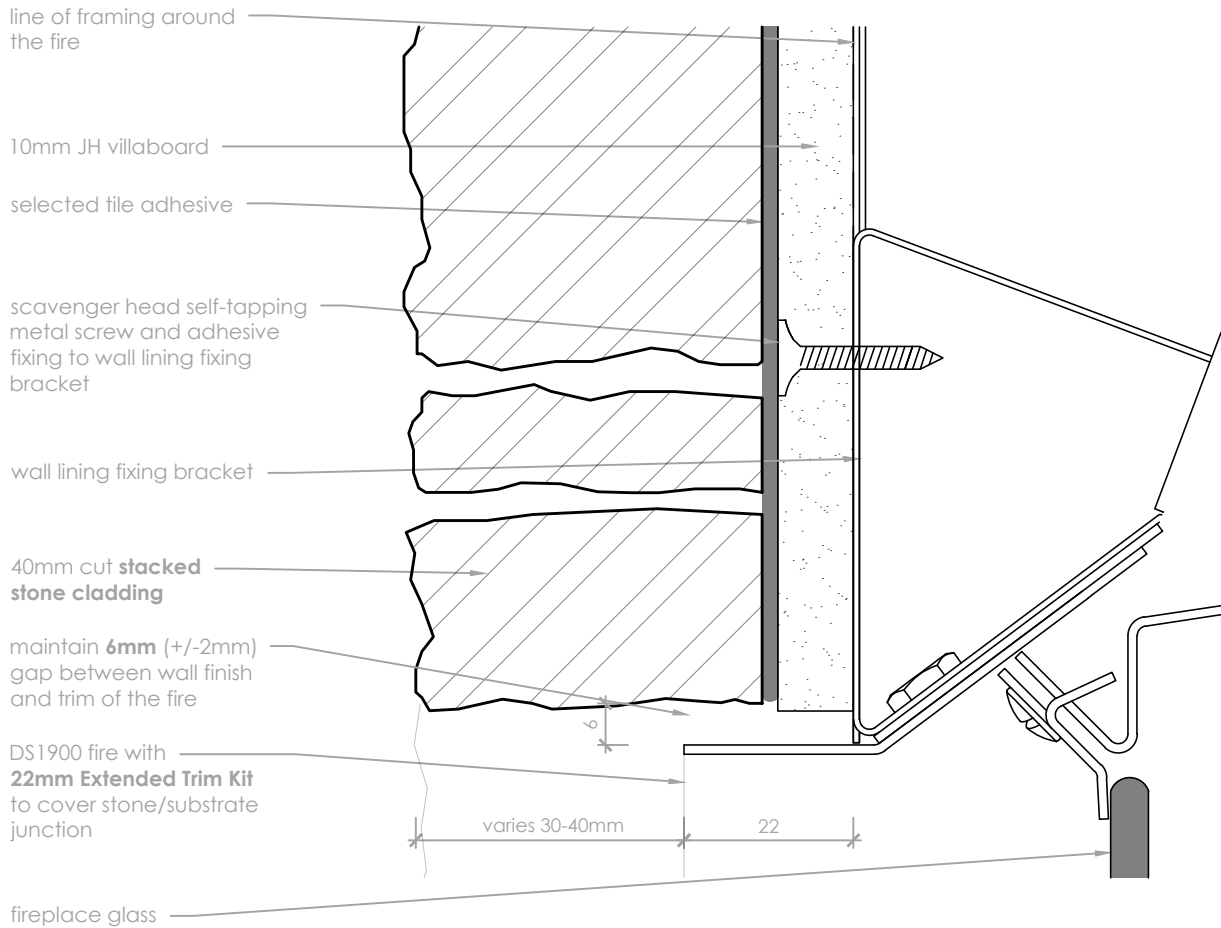 line of framing around
the fire
10mm JH villaboard
selected tile adhesive
scavenger head self-tapping
metal screw and adhesive
fixing to wall lining fixing
bracket
wall lining fixing bracket
40mm cut stacked
stone cladding
maintain 6mm (+/-2mm)
gap between wall finish
and trim of the fire
6
DS1900 fire with
22mm Extended Trim Kit
to cover stone/substrate
junction
varies 30-40mm
22
fireplace glass